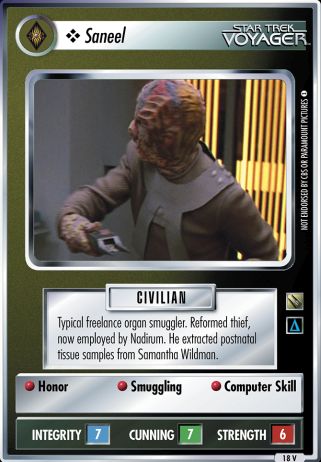 ❖ Saneel
STAR TREK
VOYAGER
NOT ENDORSED BY CBS OR PARAMOUNT PICTURES
CIVILIAN
Typical freelance organ smuggler. Reformed thief,
now employed by Nadirum. He extracted postnatal
tissue samples from Samantha Wildman.
Honor Smuggling Computer Skill
INTEGRITY 7 CUNNING 7 STRENGTH 6
18 V